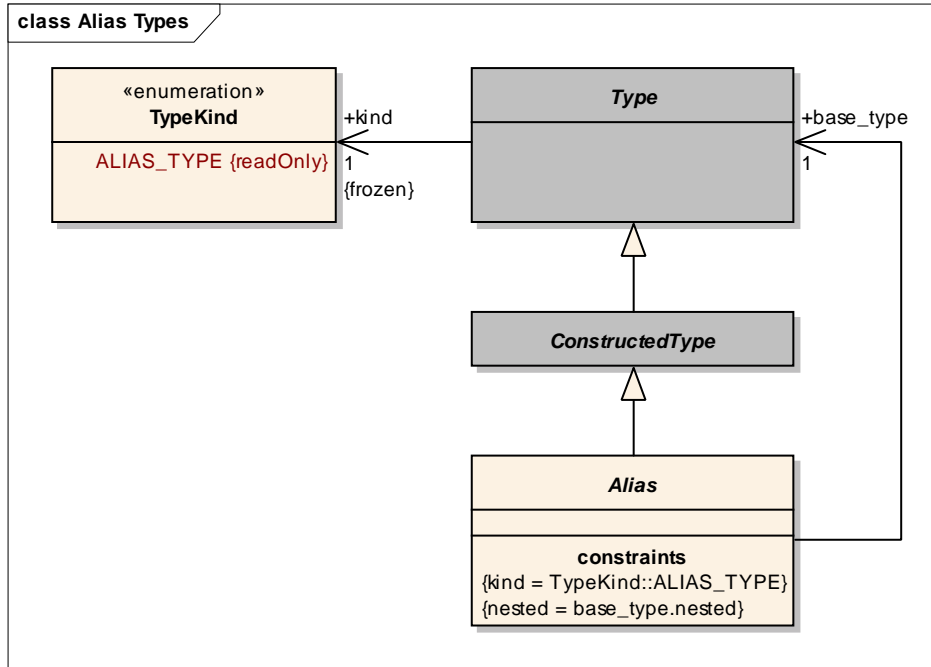 class Alias Types
«enumeration»
TypeKind
ALIAS_TYPE {readOnly}
+kind
1
{frozen}
Type
+base_type
1
ConstructedType
Alias
constraints
{kind = TypeKind::ALIAS_TYPE}
{nested = base_type.nested}